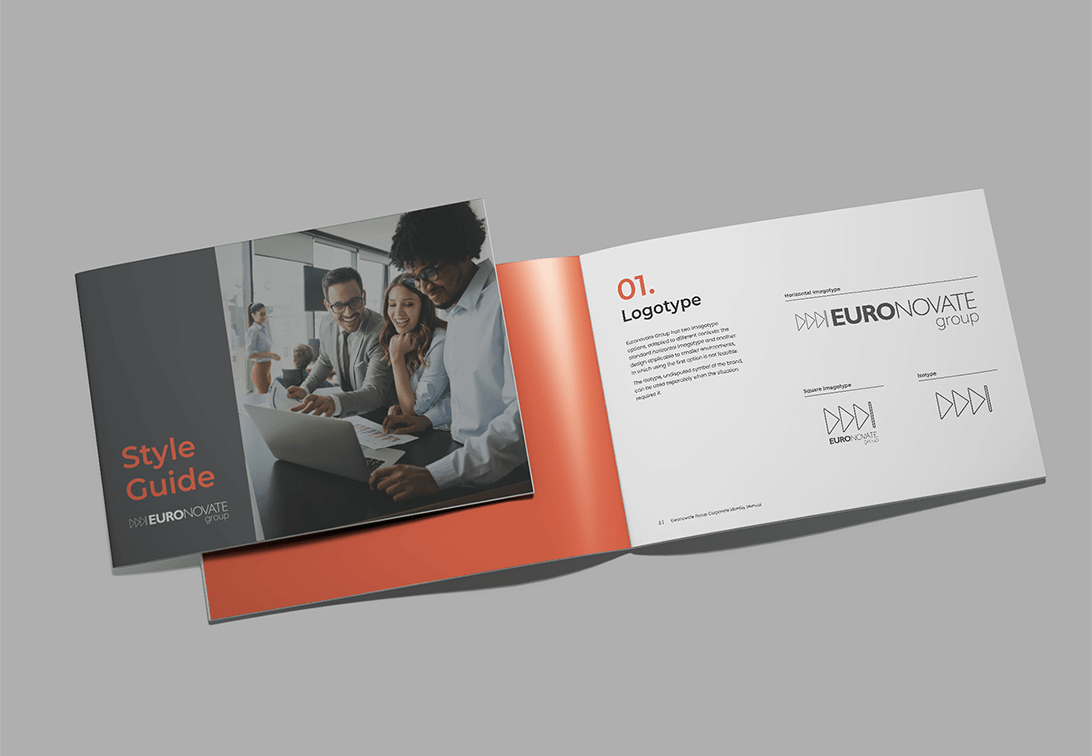 Style
Guide
EURONOVATE
group
01.
Logotype
Euronovate Group has two imagotype
options, adapted to different contexts: the
standard horizontal imagotype and another
design applicable to smaller environments,
in which using the first option is not feasible.
The isotype, undisputed symbol of the brand,
can be used separately when the situation
required it.
Horizontal Imagotype
EURONOVATE
group
Square Imagotype
EURONOVATE
group
Isotype
Euronovate Group Corporate Identity Manual